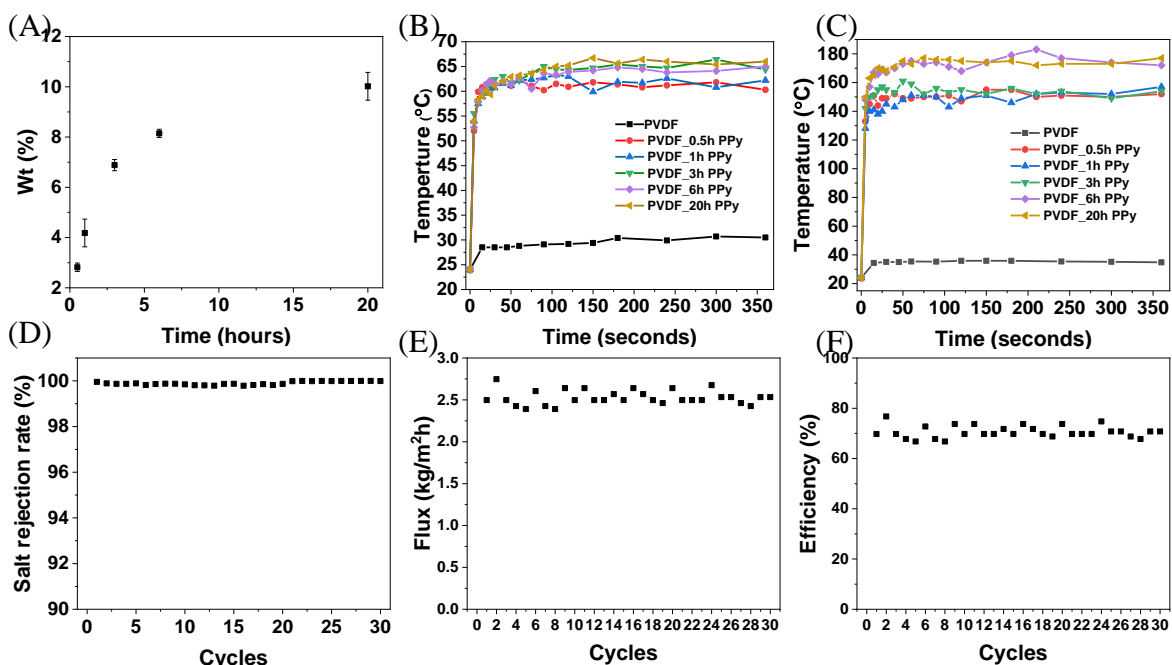 (A)
12
10
8
6
4
2
Wt (%)
0
5
10
15
20
Time (hours)
(B)
70
65
60
55
50
45
40
35
30
25
20
Temperture (°C)
PVDF
PVDF_0.5h PPy
PVDF_1h PPy
PVDF_3h PPy
PVDF_6h PPy
PVDF_20h PPy
0
50
100
150
200
250
300
350
Time (seconds)
(C)
180
160
140
120
100
80
60
40
20
Temperture (°C)
PVDF
PVDF_0.5h PPy
PVDF_1h PPy
PVDF_3h PPy
PVDF_6h PPy
PVDF_20h PPy
0
50
100
150
200
250
300
350
Time (seconds)
(D)
100
98
96
94
92
90
Salt rejection rate (%)
0
5
10
15
20
25
30
Cycles
(E)
3.0
2.5
2.0
1.5
1.0
0.5
0.0
Flux (kg/m²h)
0 2 4 6 8 10 12 14 16 18 20 22 24 26 28 30
Cycles
(F)
100
80
60
40
20
0
Efficiency (%)
0 2 4 6 8 10 12 14 16 18 20 22 24 26 28 30
Cycles